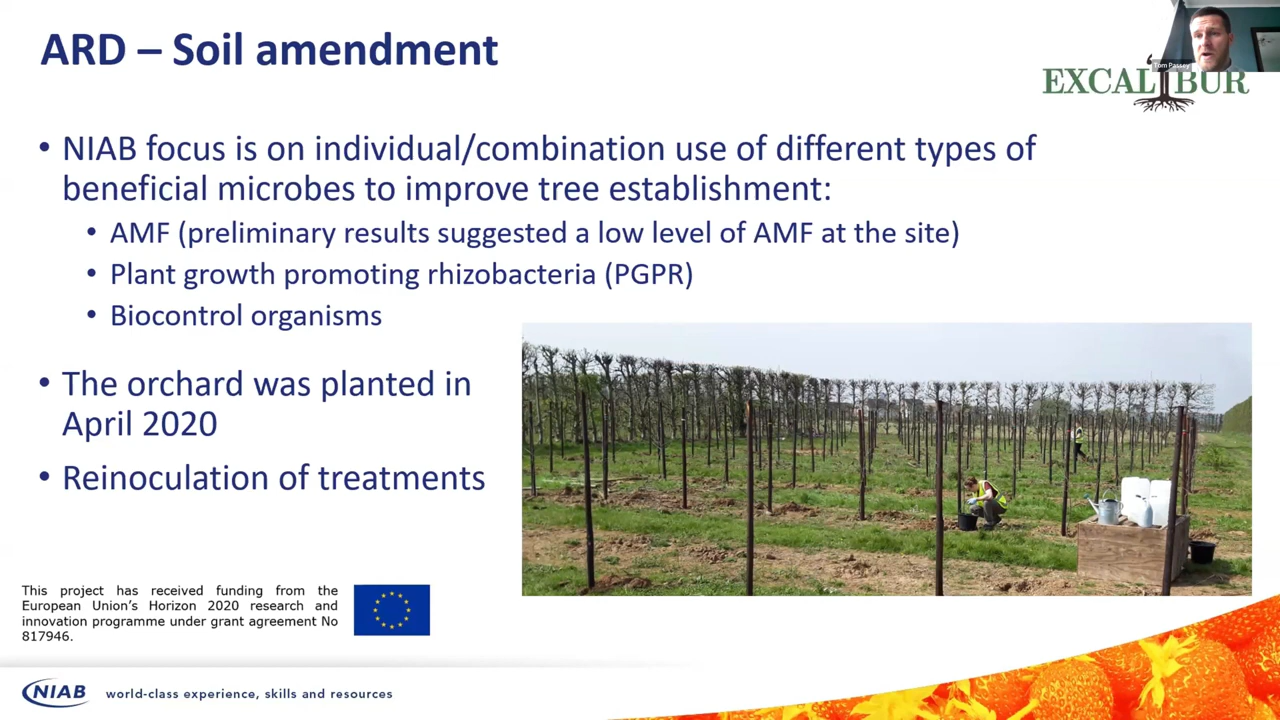 ARD – Soil amendment
Tom Passey
EXCALIBUR
• NIAB focus is on individual/combination use of different types of
beneficial microbes to improve tree establishment:
• AMF (preliminary results suggested a low level of AMF at the site)
• Plant growth promoting rhizobacteria (PGPR)
• Biocontrol organisms
• The orchard was planted in
April 2020
• Reinoculation of treatments
This project has received funding from the
European Union's Horizon 2020 research and
innovation programme under grant agreement No
817946.
NIAB world-class experience, skills and resources